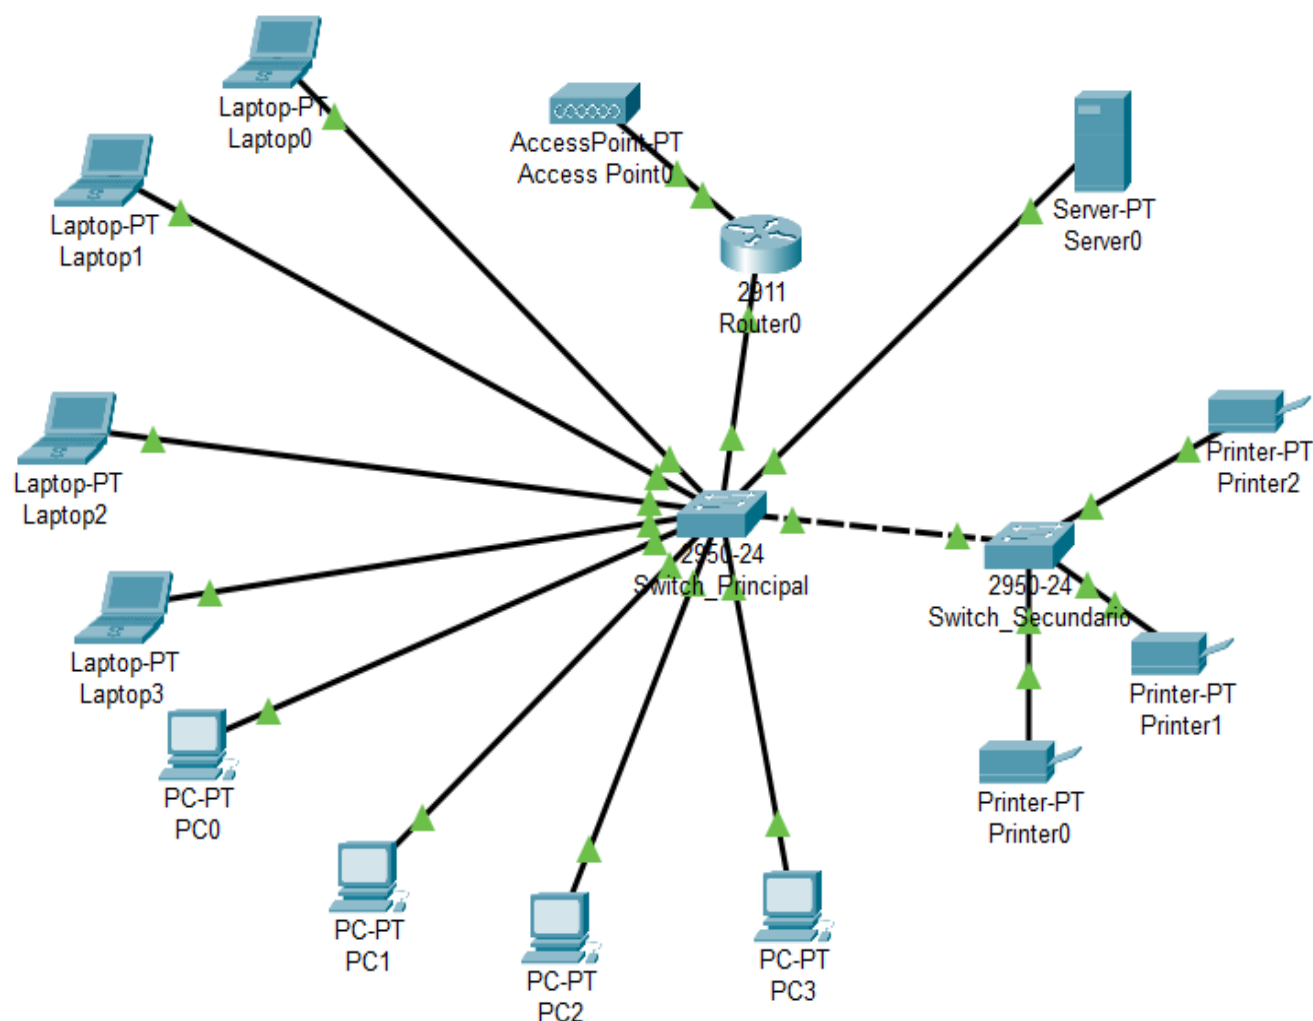 Laptop-PT
Laptop0
AccessPoint-PT
Access Point0
Laptop-PT
Laptop1
Server-PT
Server0
2911
Router0
Laptop-PT
Laptop2
Printer-PT
Printer2
2950-24
Switch_Principal
2950-24
Switch_Secundario
Laptop-PT
Laptop3
Printer-PT
Printer1
PC-PT
PC0
Printer-PT
Printer0
PC-PT
PC1
PC-PT
PC2
PC-PT
PC3